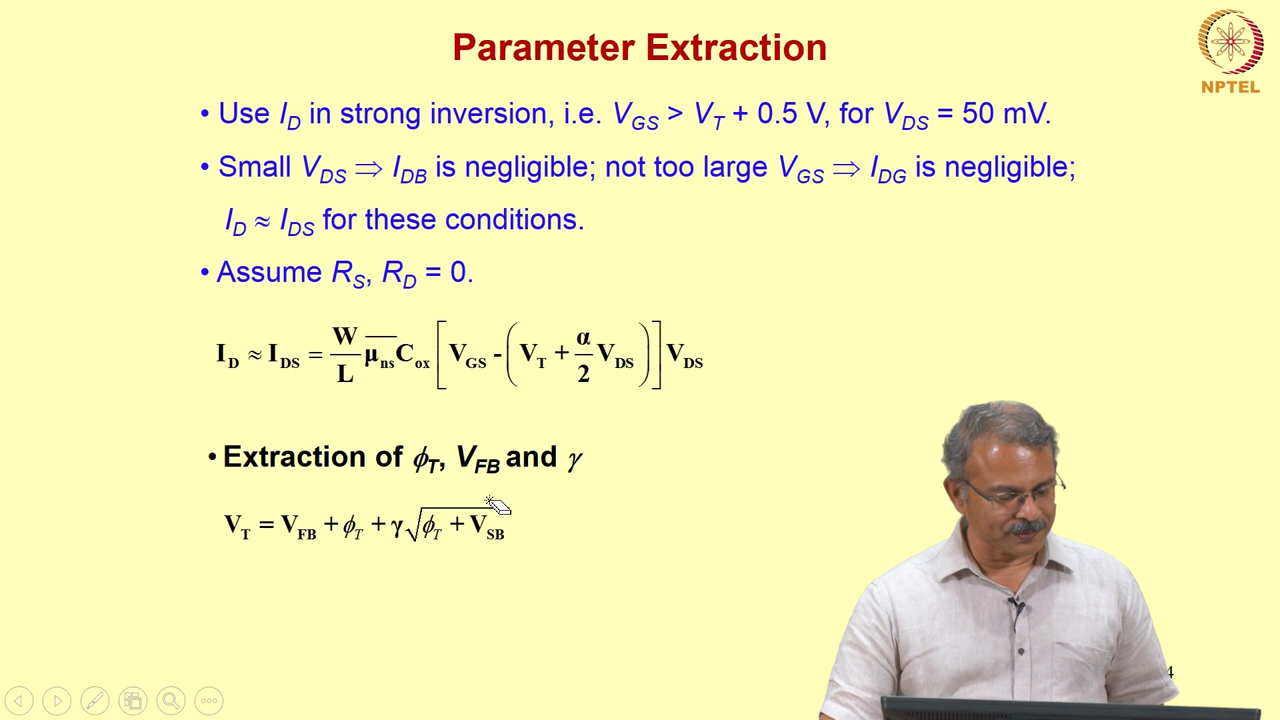 Parameter Extraction
NPTEL
• Use I_D in strong inversion, i.e. V_GS > V_T + 0.5 V, for V_DS = 50 mV.
• Small V_DS ⇒ I_DB is negligible; not too large V_GS ⇒ I_DG is negligible;
I_D ≈ I_DS for these conditions.
• Assume R_S, R_D = 0.
I_D ≈ I_DS = W/L \overline{μ_ns} C_ox [V_GS - (V_T + α/2 V_DS)] V_DS
• Extraction of ϕ_T, V_FB and γ
V_T = V_FB + ϕ_T + γ√(ϕ_T + V_SB)
4